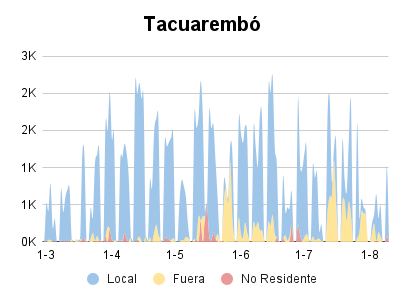 Tacuarembó
3K
2K
2K
1K
1K
0K
1-3 1-4 1-5 1-6 1-7 1-8
Local Fuera No Residente